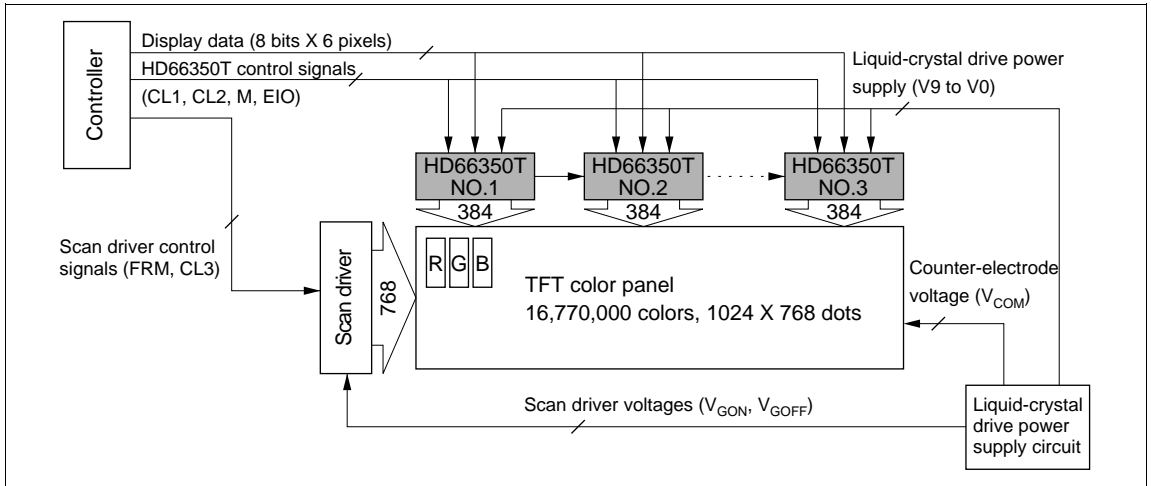 Controller
Display data (8 bits X 6 pixels)
HD66350T control signals
(CL1, CL2, M, EIO)
Liquid-crystal drive power
supply (V9 to V0)
HD66350T
NO.1
HD66350T
NO.2
HD66350T
NO.3
384
384
384
Scan driver control
signals (FRM, CL3)
Scan driver
768
R G B
TFT color panel
16,770,000 colors, 1024 X 768 dots
Counter-electrode
voltage (VCOM)
Scan driver voltages (VGON, VGOFF)
Liquid-crystal
drive power
supply circuit